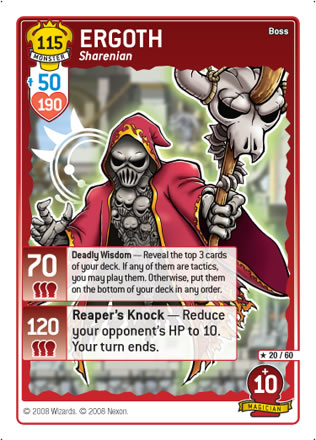 115
MONSTER
ERGOTH
Boss
Sharenian
50
190
70
Deadly Wisdom — Reveal the top 3 cards
of your deck. If any of them are tactics,
you may play them. Otherwise, put them
on the bottom of your deck in any order.
120
Reaper's Knock — Reduce
your opponent's HP to 10.
Your turn ends.
★ 20 / 60
+
10
MAGICIAN
© 2008 Wizards. © 2008 Nexon.